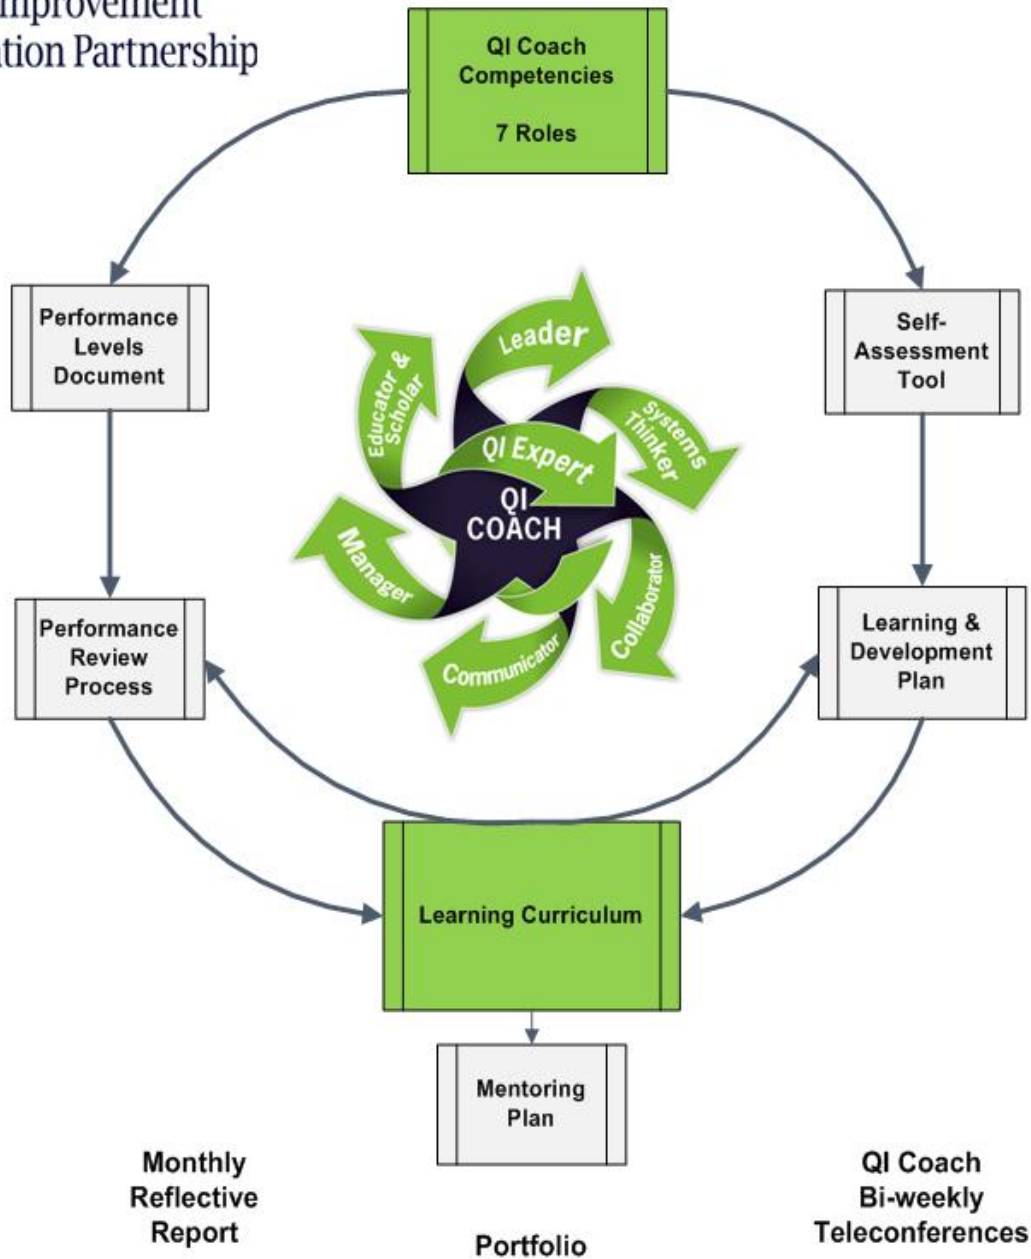 Improvement
tion Partnership
QI Coach
Competencies
7 Roles
Performance
Levels
Document
Self-
Assessment
Tool
Leader
Educator &
Scholar
Systems
Thinker
QI Expert
QI
COACH
Manager
Collaborator
Communicator
Performance
Review
Process
Learning &
Development
Plan
Learning Curriculum
Mentoring
Plan
Monthly
Reflective
Report
Portfolio
QI Coach
Bi-weekly
Teleconferences